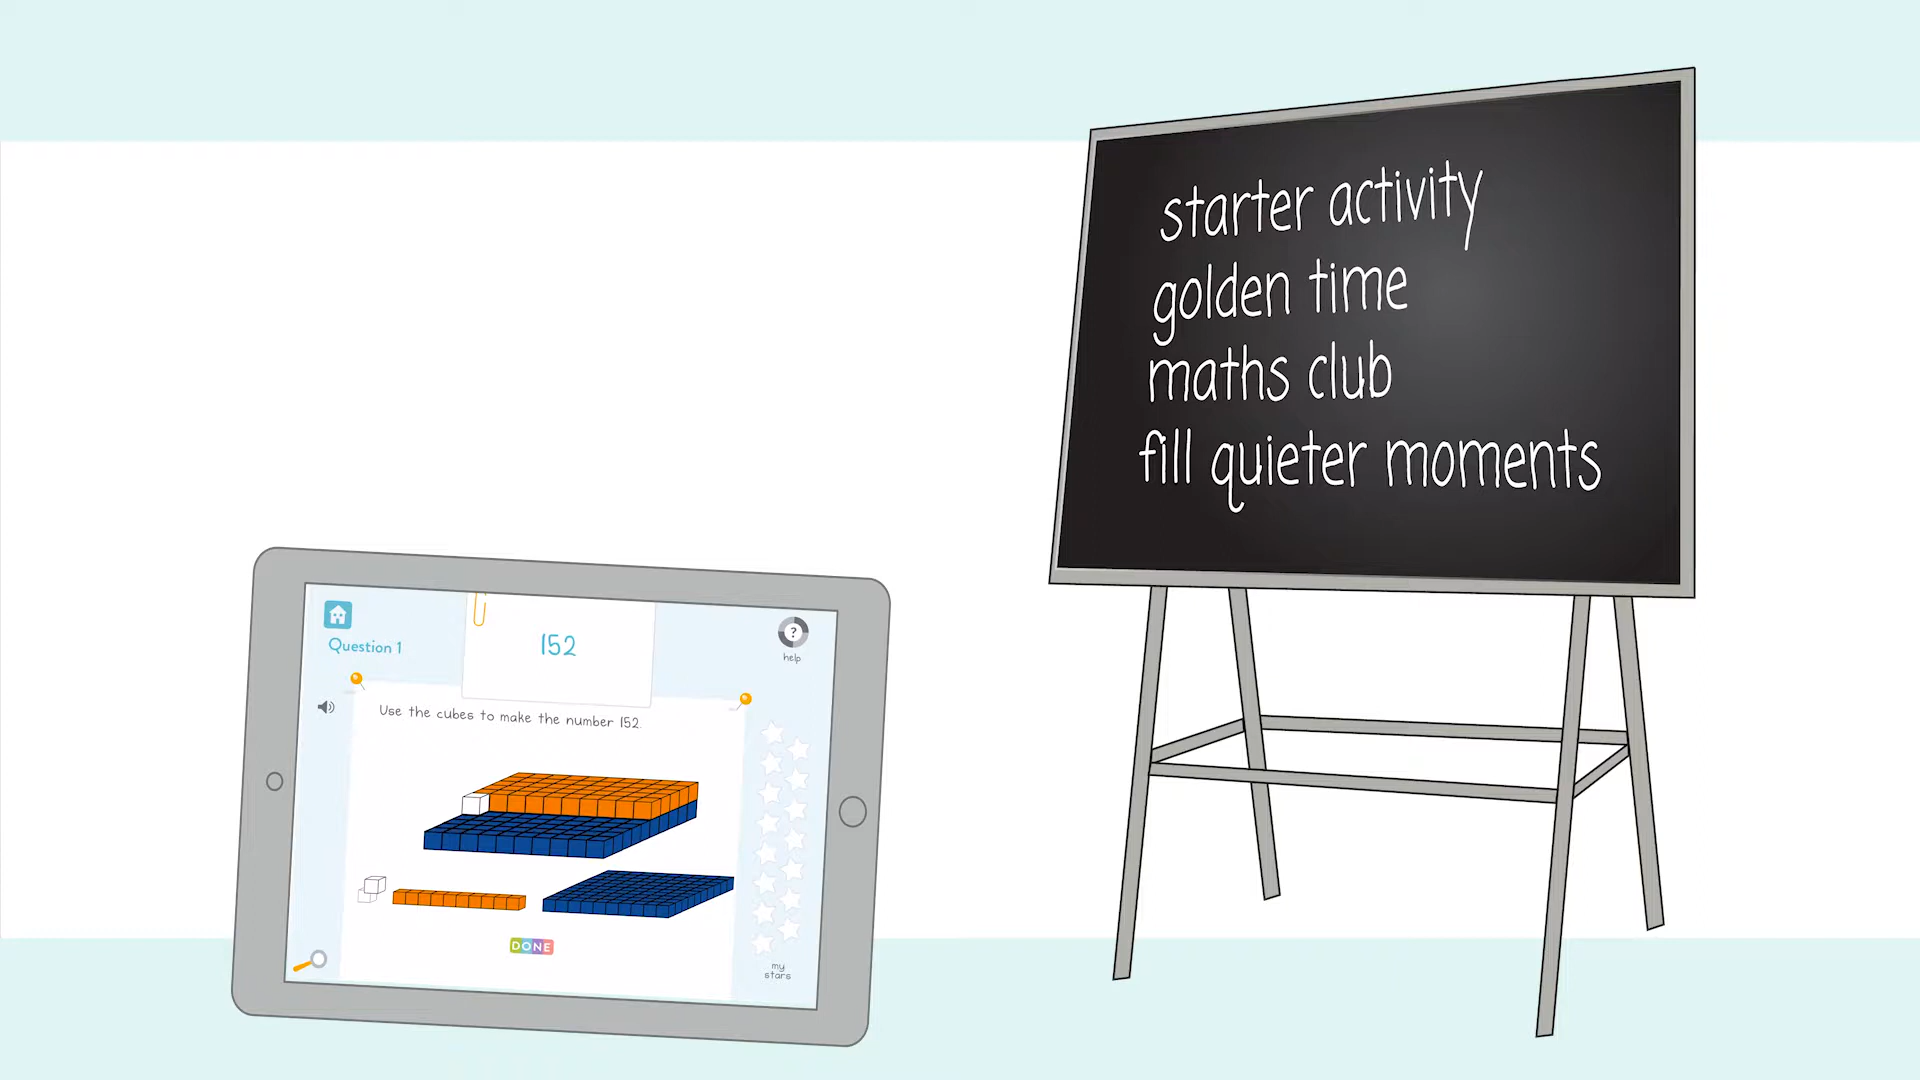 starter activity
golden time
maths club
fill quieter moments
Question 1
152
?
help
Use the cubes to make the number 152.
DONE
my
stars